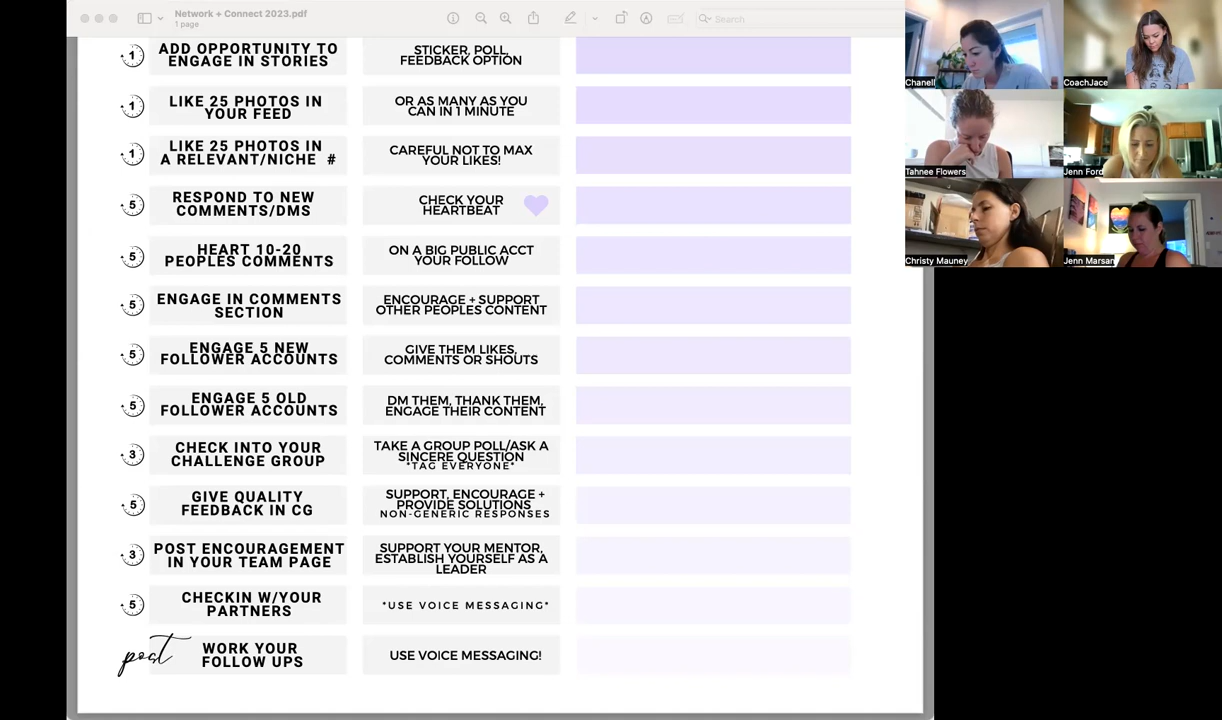 Network + Connect 2023.pdf
1 page
Search
1
ADD OPPORTUNITY TO
ENGAGE IN STORIES
STICKER, POLL,
FEEDBACK OPTION
1
LIKE 25 PHOTOS IN
YOUR FEED
OR AS MANY AS YOU
CAN IN 1 MINUTE
1
LIKE 25 PHOTOS IN
A RELEVANT/NICHE #
CAREFUL NOT TO MAX
YOUR LIKES!
5
RESPOND TO NEW
COMMENTS/DMS
CHECK YOUR
HEARTBEAT
5
HEART 10-20
PEOPLES COMMENTS
ON A BIG PUBLIC ACCT
YOUR FOLLOW
5
ENGAGE IN COMMENTS
SECTION
ENCOURAGE + SUPPORT
OTHER PEOPLES CONTENT
5
ENGAGE 5 NEW
FOLLOWER ACCOUNTS
GIVE THEM LIKES,
COMMENTS OR SHOUTS
5
ENGAGE 5 OLD
FOLLOWER ACCOUNTS
DM THEM, THANK THEM,
ENGAGE THEIR CONTENT
3
CHECK INTO YOUR
CHALLENGE GROUP
TAKE A GROUP POLL/ASK A
SINCERE QUESTION
*TAG EVERYONE*
5
GIVE QUALITY
FEEDBACK IN CG
SUPPORT, ENCOURAGE +
PROVIDE SOLUTIONS
NON-GENERIC RESPONSES
3
POST ENCOURAGEMENT
IN YOUR TEAM PAGE
SUPPORT YOUR MENTOR,
ESTABLISH YOURSELF AS A
LEADER
5
CHECKIN W/YOUR
PARTNERS
*USE VOICE MESSAGING*
post
WORK YOUR
FOLLOW UPS
USE VOICE MESSAGING!
Chanell
CoachJace
Tahnee Flowers
Jenn Ford
Christy Mauney
Jenn Marsan